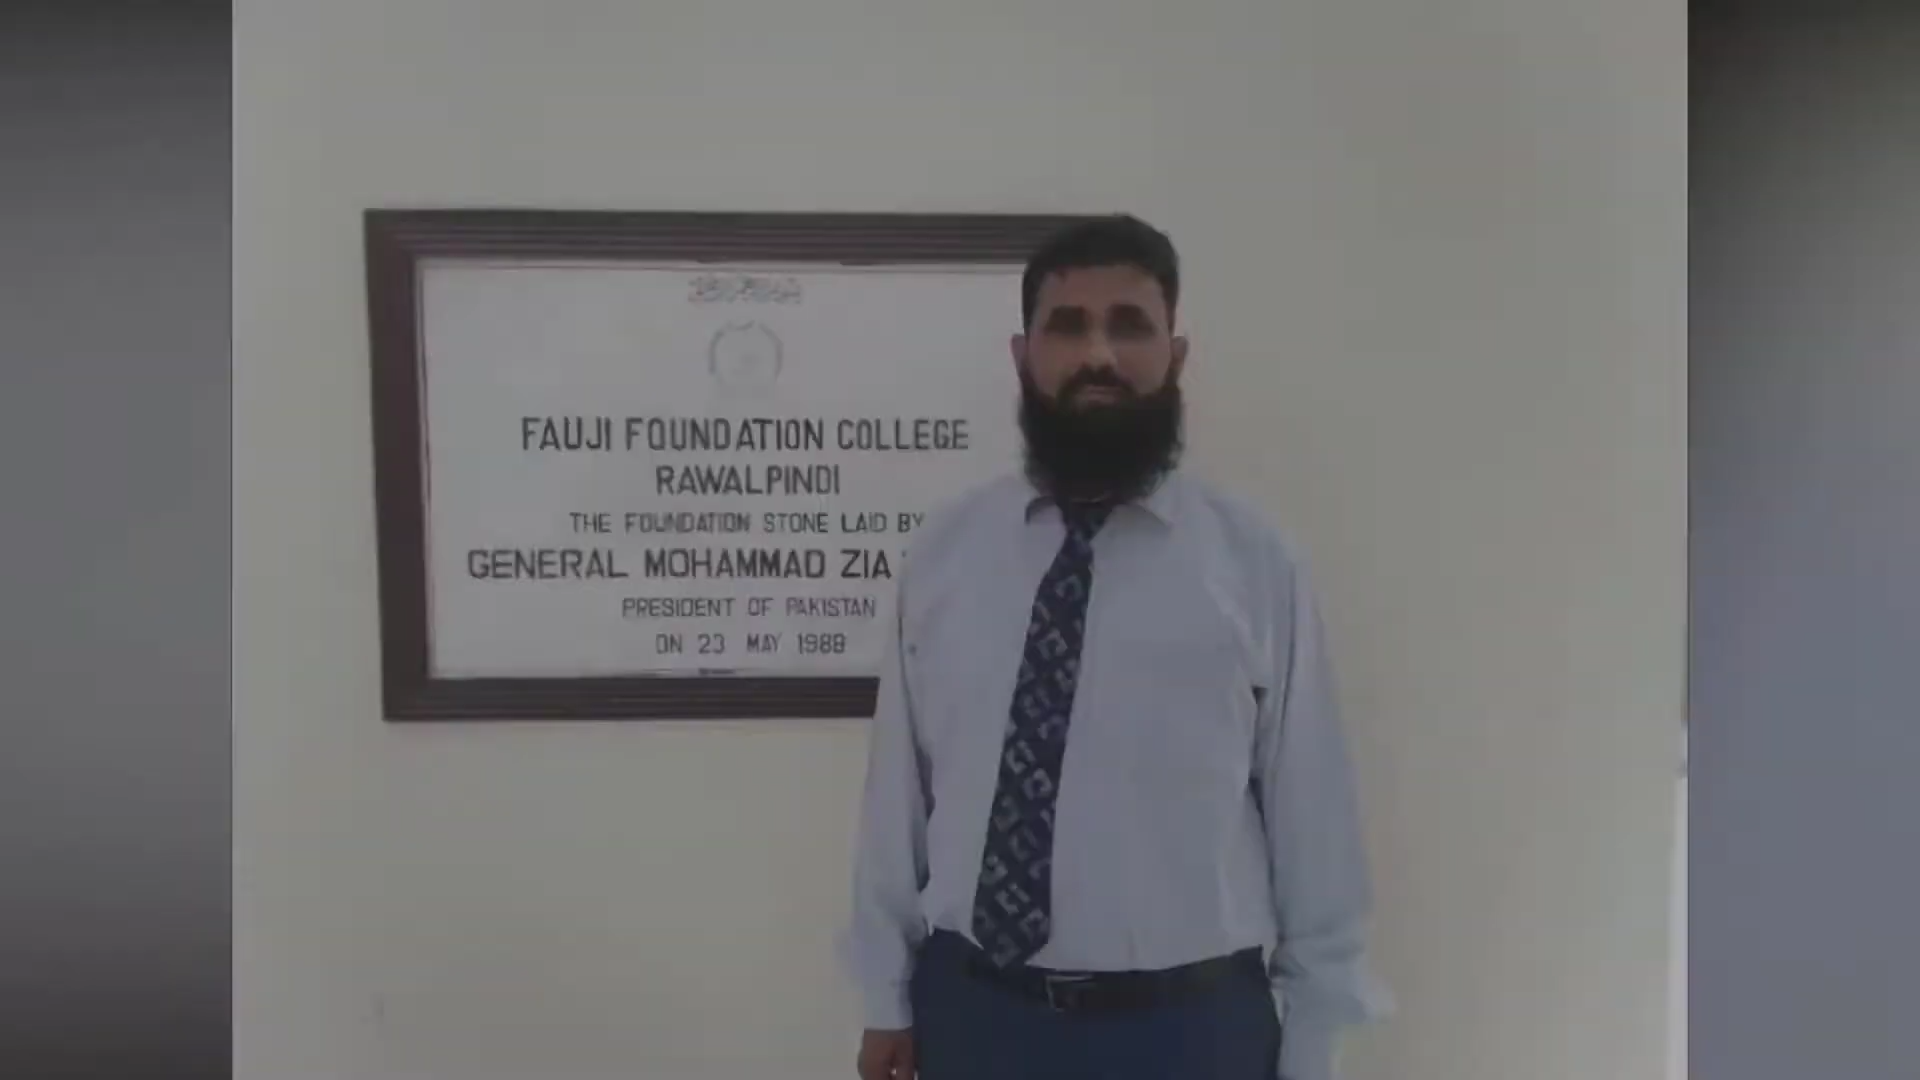 FAUJI FOUNDATION COLLEGE
RAWALPINDI
THE FOUNDATION STONE LAID BY
GENERAL MOHAMMAD ZIA
PRESIDENT OF PAKISTAN
ON 23 MAY 1988